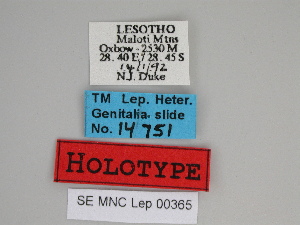 LESOTHO
Maloti Mtns
Oxbow - 2530 M
28.40 E/28.45 S
14/1/92
N.J. Duke
TM Lep. Heter.
Genitalia slide
No. 14751
HOLOTYPE
SE MNC Lep 00365